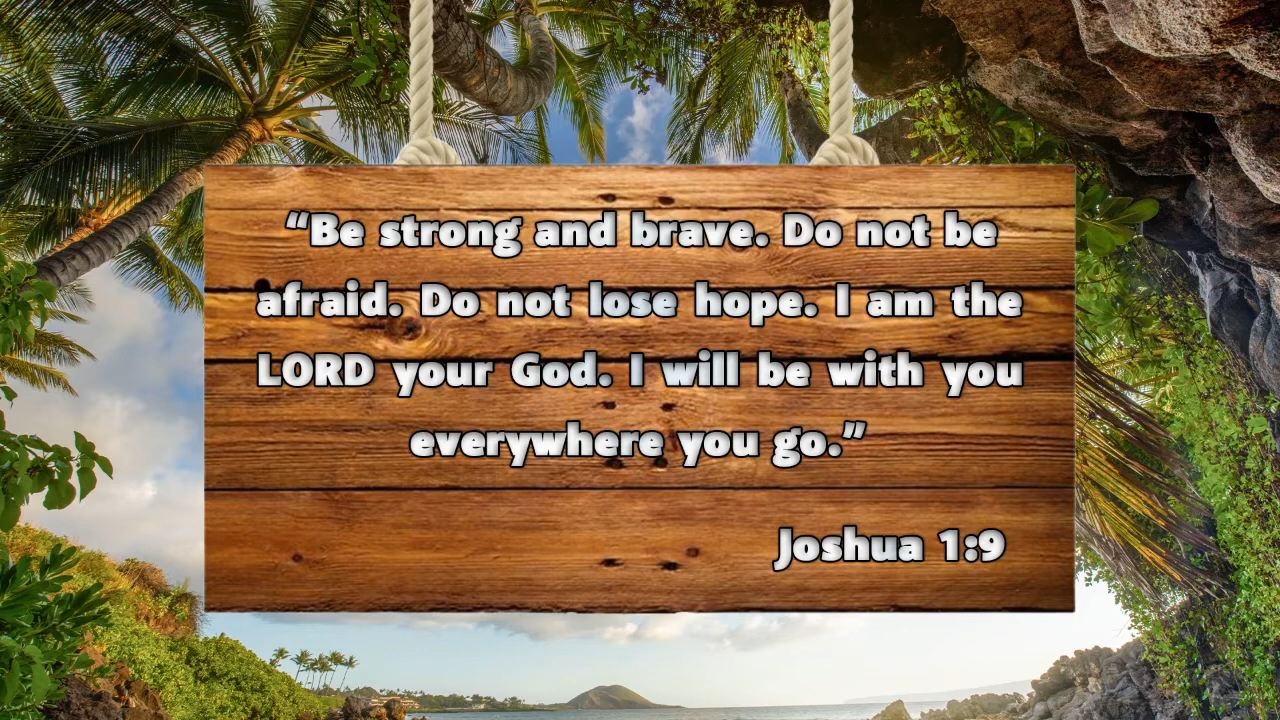 “Be strong and brave. Do not be
afraid. Do not lose hope. I am the
LORD your God. I will be with you
everywhere you go.”
Joshua 1:9